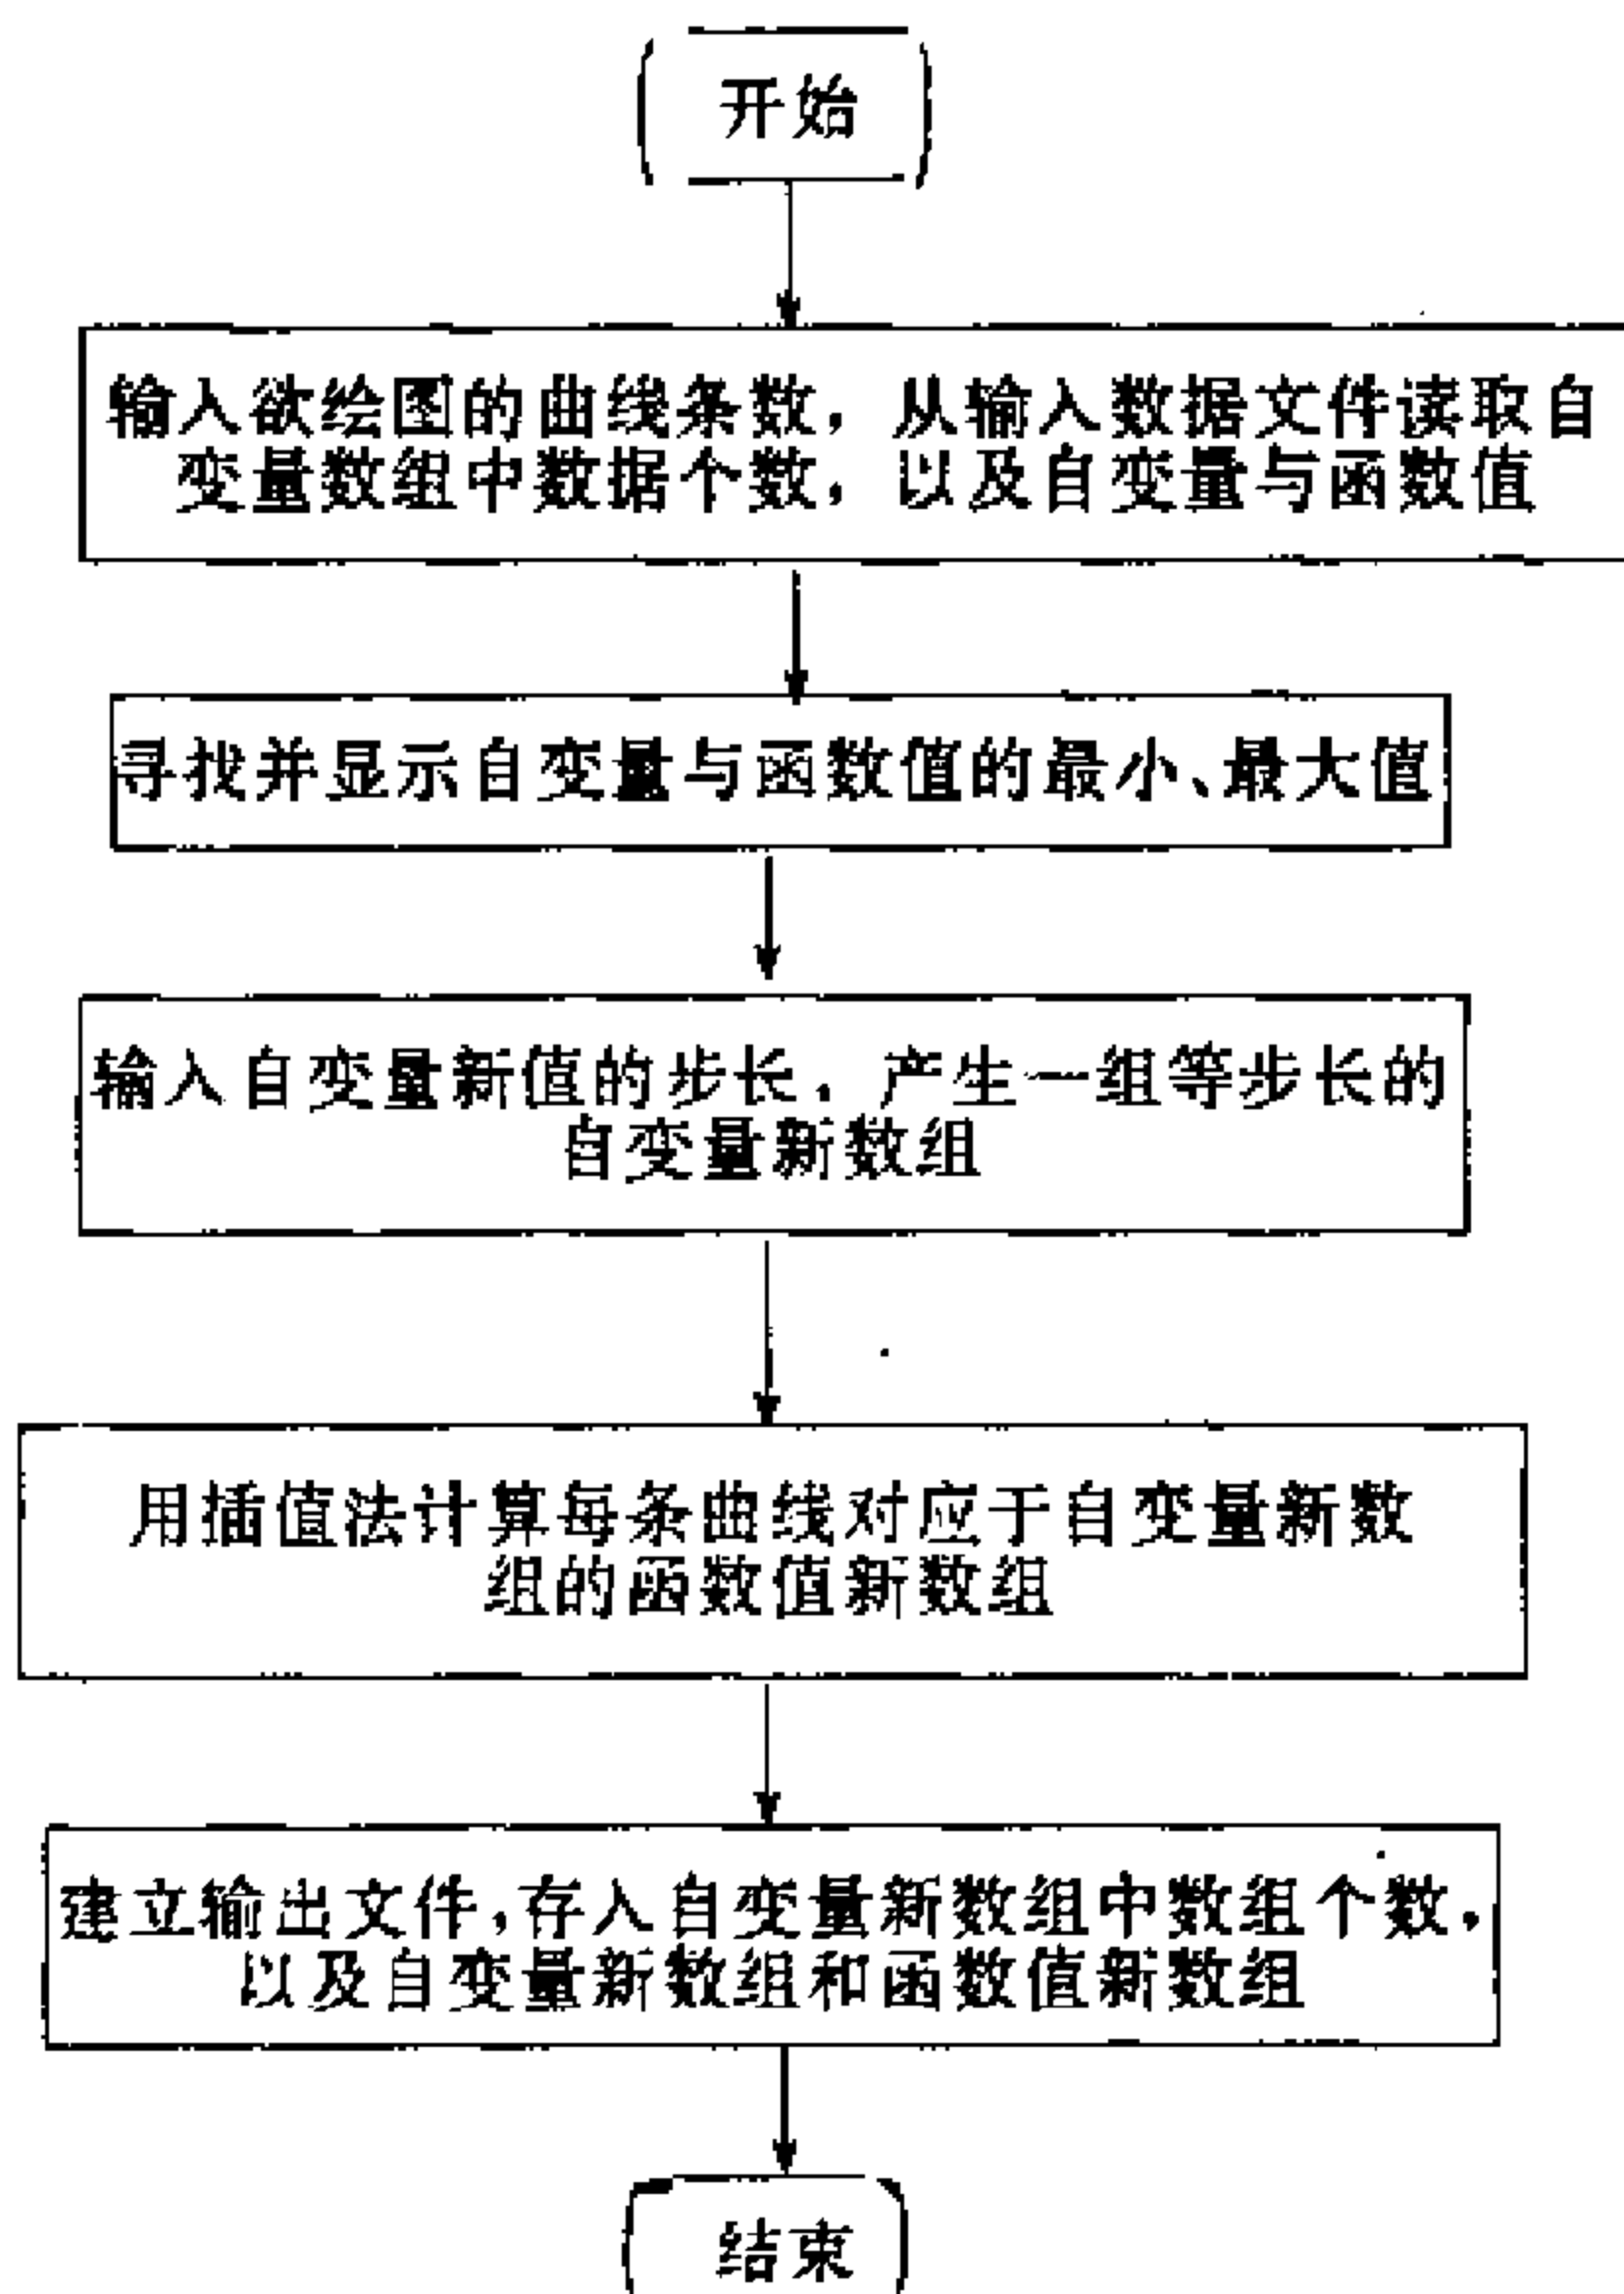 开始
输入欲绘图的曲线条数，从输入数据文件读取自
变量数组中数据个数，以及自变量与函数值
寻找并显示自变量与函数值的最小、最大值
输入自变量新值的步长、产生一组等步长的
自变量新数组
用插值法计算每条曲线对应于自变量新数
组的函数值新数组
建立输出文件，存入自变量新数组中数组个数，
以及自变量新数组和函数值新数组
结束